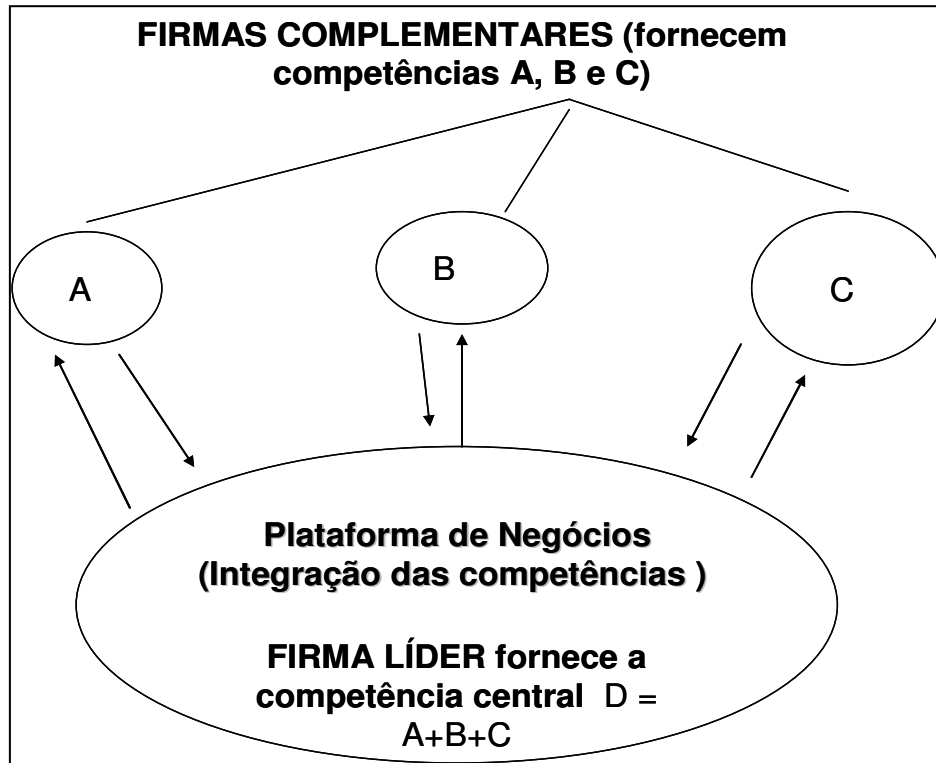 FIRMAS COMPLEMENTARES (fornecem
competências A, B e C)
A
B
C
Plataforma de Negócios
(Integração das competências )
FIRMA LÍDER fornece a
competência central D =
A+B+C